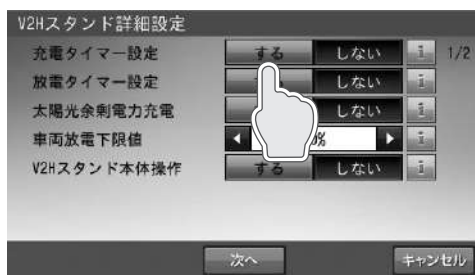 V2Hスタンド詳細設定
充電タイマー設定 する しない i 1/2
放電タイマー設定 しない i
太陽光余剰電力充電 しない i
車両放電下限値 % i
V2Hスタンド本体操作 する しない i
次へ キャンセル